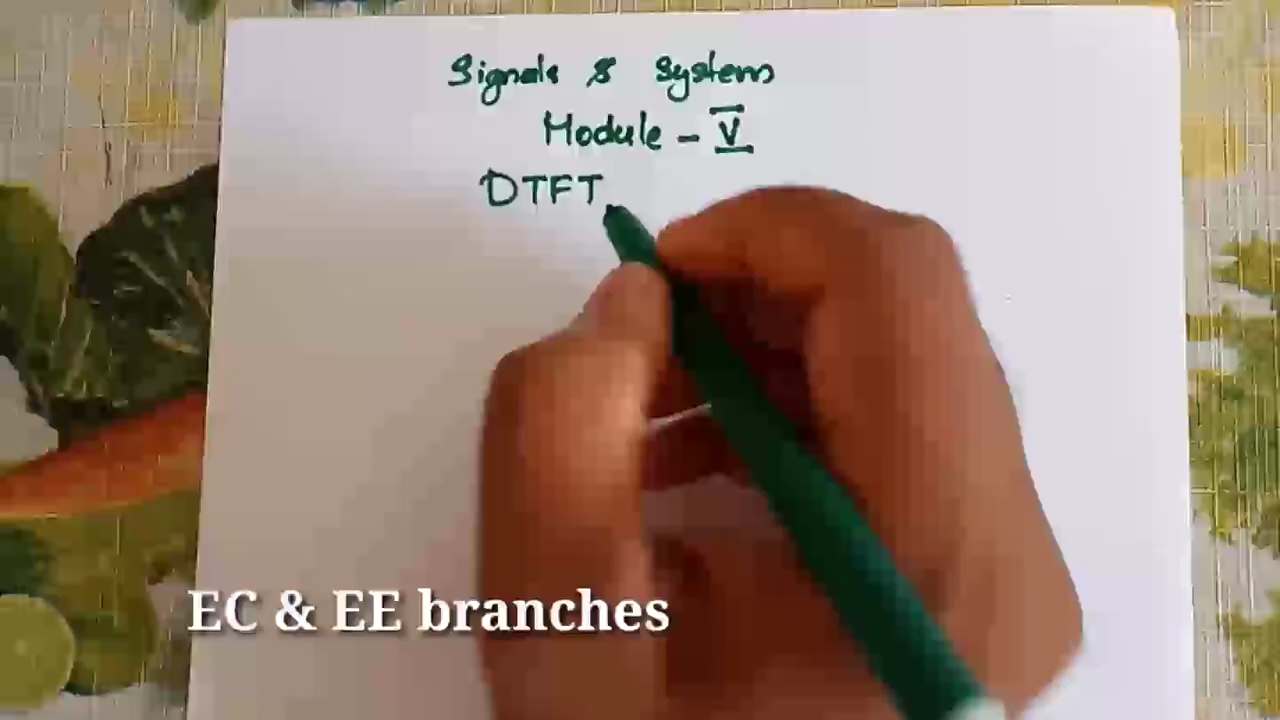 Signals & Systems
Module - V
DTFT
EC & EE branches